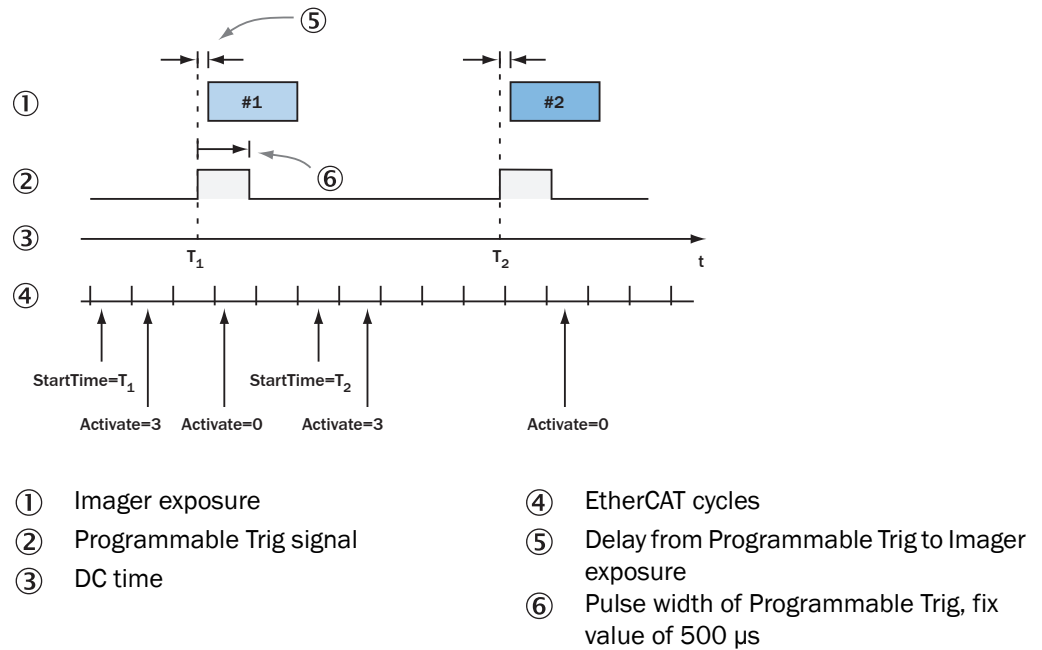 ⑤
① #1 #2
⑥
②
③
T1 T2 t
④
StartTime=T1 StartTime=T2
Activate=3 Activate=0 Activate=3 Activate=0
① Imager exposure
② Programmable Trig signal
③ DC time
④ EtherCAT cycles
⑤ Delay from Programmable Trig to Imager
exposure
⑥ Pulse width of Programmable Trig, fix
value of 500 µs